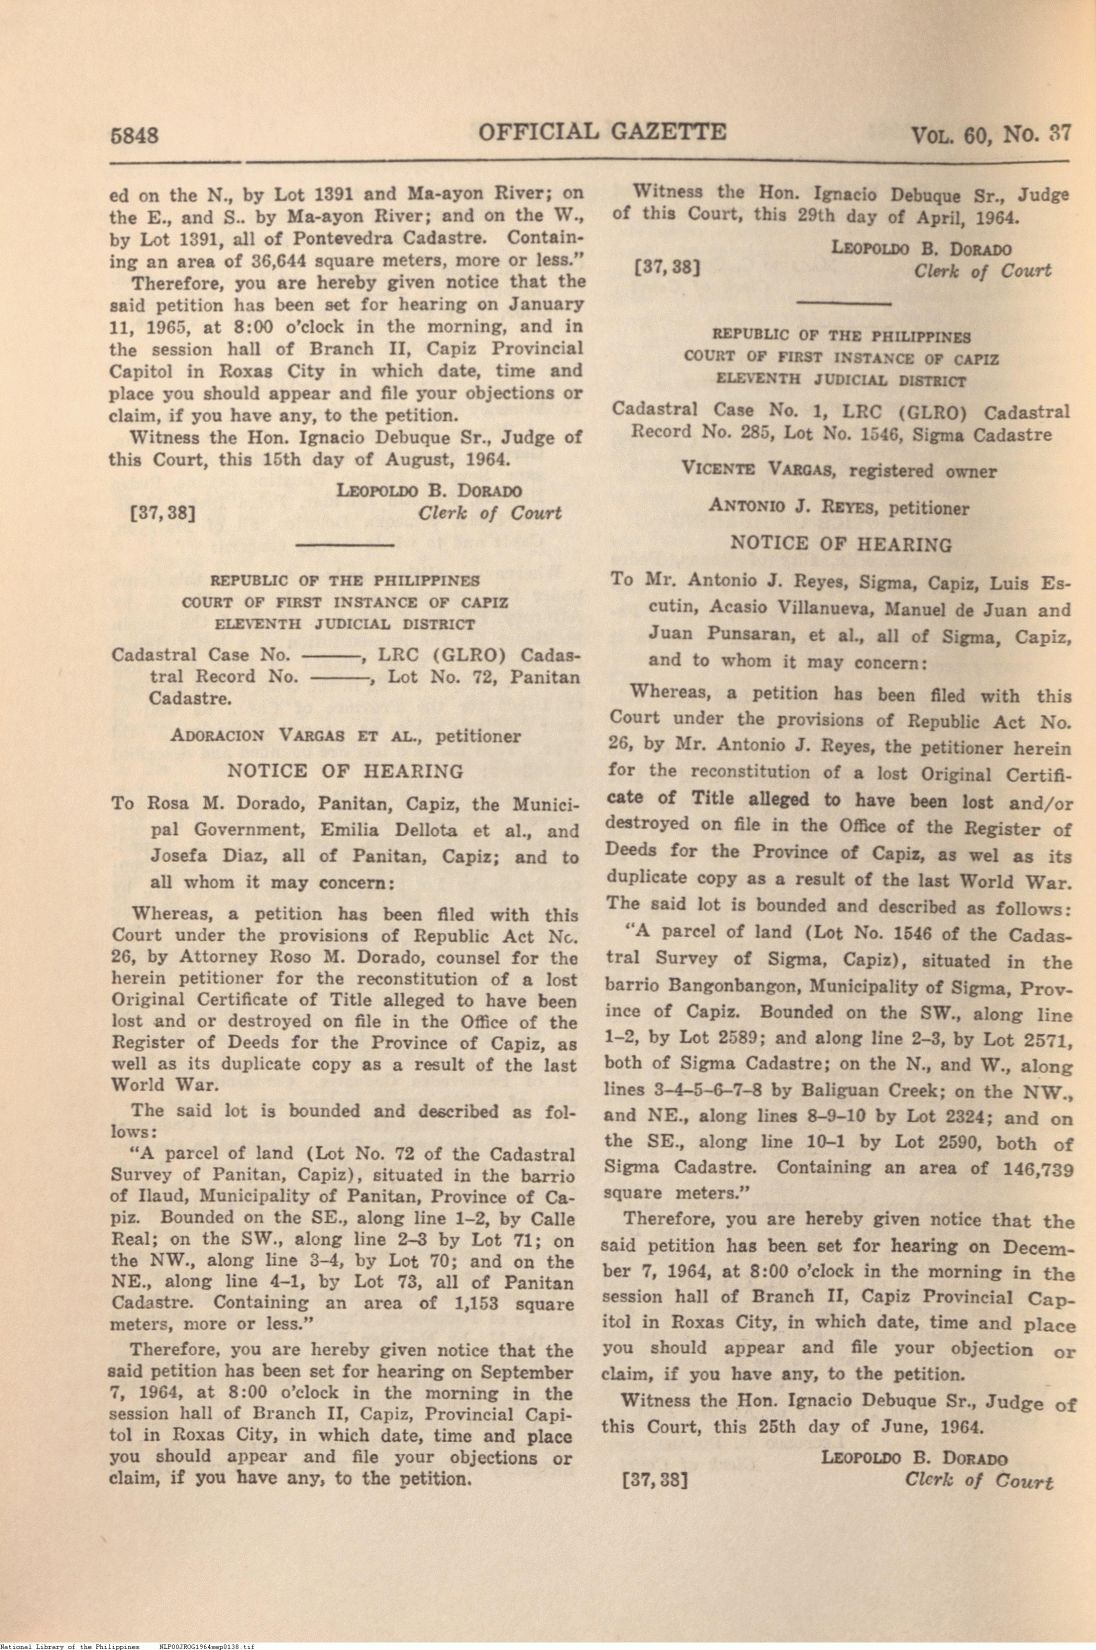 5848 OFFICIAL GAZETTE VOL. 60, No. 37
ed on the N., by Lot 1391 and Ma-ayon River; on
the E., and S.. by Ma-ayon River; and on the W.,
by Lot 1391, all of Pontevedra Cadastre. Contain-
ing an area of 36,644 square meters, more or less.”
Therefore, you are hereby given notice that the
said petition has been set for hearing on January
11, 1965, at 8:00 o’clock in the morning, and in
the session hall of Branch II, Capiz Provincial
Capitol in Roxas City in which date, time and
place you should appear and file your objections or
claim, if you have any, to the petition.
Witness the Hon. Ignacio Debuque Sr., Judge of
this Court, this 15th day of August, 1964.
LEOPOLDO B. DORADO
[37, 38] Clerk of Court
REPUBLIC OF THE PHILIPPINES
COURT OF FIRST INSTANCE OF CAPIZ
ELEVENTH JUDICIAL DISTRICT
Cadastral Case No. ———, LRC (GLRO) Cadas-
tral Record No. ———, Lot No. 72, Panitan
Cadastre.
ADORACION VARGAS ET AL., petitioner
NOTICE OF HEARING
To Rosa M. Dorado, Panitan, Capiz, the Munici-
pal Government, Emilia Dellota et al., and
Josefa Diaz, all of Panitan, Capiz; and to
all whom it may concern:
Whereas, a petition has been filed with this
Court under the provisions of Republic Act No.
26, by Attorney Roso M. Dorado, counsel for the
herein petitioner for the reconstitution of a lost
Original Certificate of Title alleged to have been
lost and or destroyed on file in the Office of the
Register of Deeds for the Province of Capiz, as
well as its duplicate copy as a result of the last
World War.
The said lot is bounded and described as fol-
lows:
“A parcel of land (Lot No. 72 of the Cadastral
Survey of Panitan, Capiz), situated in the barrio
of Ilaud, Municipality of Panitan, Province of Ca-
piz. Bounded on the SE., along line 1–2, by Calle
Real; on the SW., along line 2–3 by Lot 71; on
the NW., along line 3–4, by Lot 70; and on the
NE., along line 4–1, by Lot 73, all of Panitan
Cadastre. Containing an area of 1,153 square
meters, more or less.”
Therefore, you are hereby given notice that the
said petition has been set for hearing on September
7, 1964, at 8:00 o’clock in the morning in the
session hall of Branch II, Capiz, Provincial Capi-
tol in Roxas City, in which date, time and place
you should appear and file your objections or
claim, if you have any, to the petition.
Witness the Hon. Ignacio Debuque Sr., Judge
of this Court, this 29th day of April, 1964.
LEOPOLDO B. DORADO
[37, 38] Clerk of Court
REPUBLIC OF THE PHILIPPINES
COURT OF FIRST INSTANCE OF CAPIZ
ELEVENTH JUDICIAL DISTRICT
Cadastral Case No. 1, LRC (GLRO) Cadastral
Record No. 285, Lot No. 1546, Sigma Cadastre
VICENTE VARGAS, registered owner
ANTONIO J. REYES, petitioner
NOTICE OF HEARING
To Mr. Antonio J. Reyes, Sigma, Capiz, Luis Es-
cutin, Acasio Villanueva, Manuel de Juan and
Juan Punsaran, et al., all of Sigma, Capiz,
and to whom it may concern:
Whereas, a petition has been filed with this
Court under the provisions of Republic Act No.
26, by Mr. Antonio J. Reyes, the petitioner herein
for the reconstitution of a lost Original Certifi-
cate of Title alleged to have been lost and/or
destroyed on file in the Office of the Register of
Deeds for the Province of Capiz, as wel as its
duplicate copy as a result of the last World War.
The said lot is bounded and described as follows:
“A parcel of land (Lot No. 1546 of the Cadas-
tral Survey of Sigma, Capiz), situated in the
barrio Bangonbangon, Municipality of Sigma, Prov-
ince of Capiz. Bounded on the SW., along line
1–2, by Lot 2589; and along line 2–3, by Lot 2571,
both of Sigma Cadastre; on the N., and W., along
lines 3–4–5–6–7–8 by Baliguan Creek; on the NW.,
and NE., along lines 8–9–10 by Lot 2324; and on
the SE., along line 10–1 by Lot 2590, both of
Sigma Cadastre. Containing an area of 146,739
square meters.”
Therefore, you are hereby given notice that the
said petition has been set for hearing on Decem-
ber 7, 1964, at 8:00 o’clock in the morning in the
session hall of Branch II, Capiz Provincial Cap-
itol in Roxas City, in which date, time and place
you should appear and file your objection or
claim, if you have any, to the petition.
Witness the Hon. Ignacio Debuque Sr., Judge of
this Court, this 25th day of June, 1964.
LEOPOLDO B. DORADO
[37, 38] Clerk of Court
National Library of the Philippines NLP00JROG1964sep0138.tif